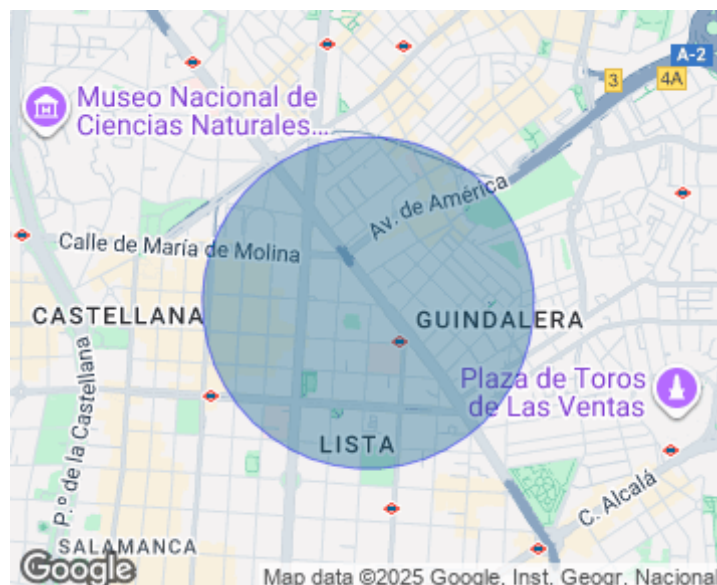 A-2
3
4A
Museo Nacional de
Ciencias Naturales...
Av. de América
Calle de María de Molina
CASTELLANA
GUINDALERA
P.º de la Castellana
Plaza de Toros
de Las Ventas
LISTA
C. Alcalá
SALAMANCA
Google
Map data ©2025 Google, Inst. Geogr. Nacional